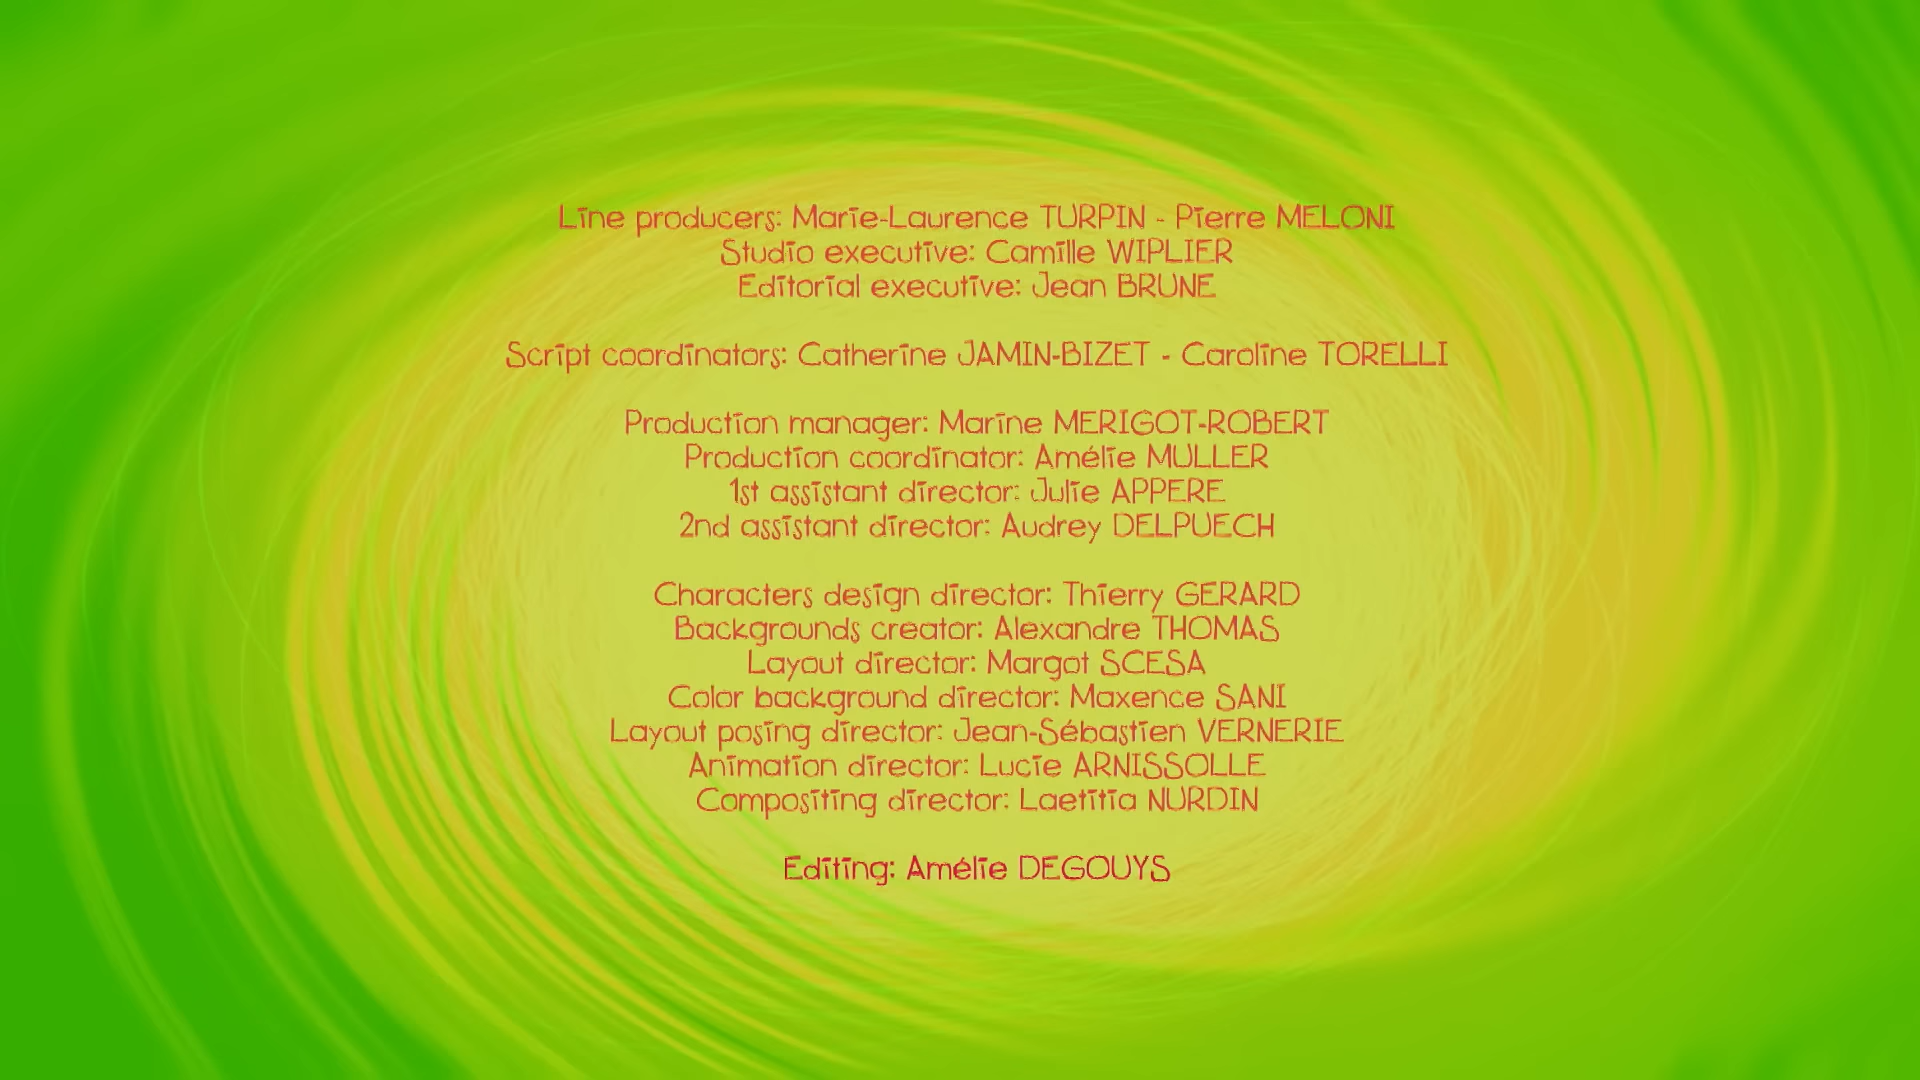 Line producers: Marie-Laurence TURPIN - Pierre MELONI
Studio executive: Camille WIPLIER
Editorial executive: Jean BRUNE
Script coordinators: Catherine JAMIN-BIZET - Caroline TORELLI
Production manager: Marine MERIGOT-ROBERT
Production coordinator: Amélie MULLER
1st assistant director: Julie APPERE
2nd assistant director: Audrey DELPUECH
Characters design director: Thierry GERARD
Backgrounds creator: Alexandre THOMAS
Layout director: Margot SCESA
Color background director: Maxence SANI
Layout posing director: Jean-Sébastien VERNERIE
Animation director: Lucie ARNISSOLLE
Compositing director: Laetitia NURDIN
Editing: Amélie DEGOUYS